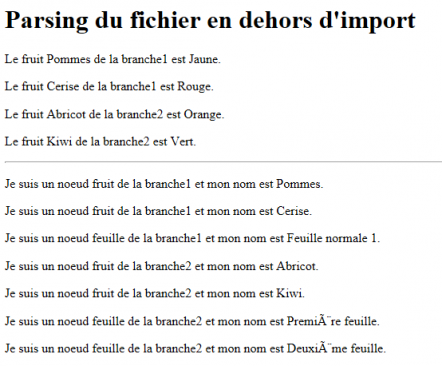 Parsing du fichier en dehors d'import
Le fruit Pommes de la branche1 est Jaune.
Le fruit Cerise de la branche1 est Rouge.
Le fruit Abricot de la branche2 est Orange.
Le fruit Kiwi de la branche2 est Vert.
Je suis un noeud fruit de la branche1 et mon nom est Pommes.
Je suis un noeud fruit de la branche1 et mon nom est Cerise.
Je suis un noeud feuille de la branche1 et mon nom est Feuille normale 1.
Je suis un noeud fruit de la branche2 et mon nom est Abricot.
Je suis un noeud fruit de la branche2 et mon nom est Kiwi.
Je suis un noeud feuille de la branche2 et mon nom est PremiÃ¨re feuille.
Je suis un noeud feuille de la branche2 et mon nom est DeuxiÃ¨me feuille.